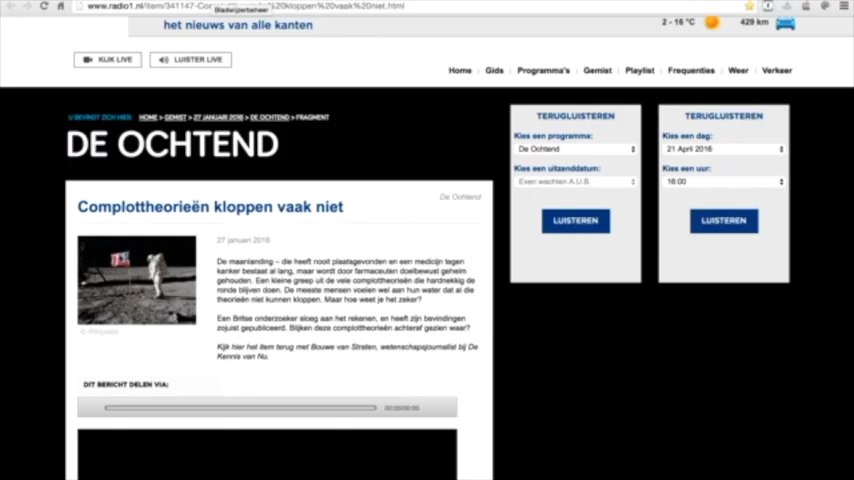 www.radio1.nl/item/341147-Complottheorieën%20kloppen%20vaak%20niet.html
Bladwijzerbeheer
het nieuws van alle kanten
2 - 16 °C
429 km
KIJK LIVE
LUISTER LIVE
Home Gids Programma's Gemist Playlist Frequenties Weer Verkeer
U BEVINDT ZICH HIER: HOME > GEMIST > 27 JANUARI 2016 > DE OCHTEND > FRAGMENT
DE OCHTEND
De Ochtend
Complottheorieën kloppen vaak niet
27 januari 2016
De maanlanding – die heeft nooit plaatsgevonden en een medicijn tegen
kanker bestaat al lang, maar wordt door farmaceuten doelbewust geheim
gehouden. Een kleine greep uit de vele complottheorieën die hardnekkig de
ronde blijven doen. De meeste mensen voelen wel aan hun water dat al die
theorieën niet kunnen kloppen. Maar hoe weet je het zeker?
Een Britse onderzoeker sloeg aan het rekenen, en heeft zijn bevindingen
zojuist gepubliceerd. Blijken deze complottheorieën achteraf gezien waar?
Kijk hier het item terug met Bouwe van Straten, wetenschapsjournalist bij De
Kennis van Nu.
© Wikipedia
DIT BERICHT DELEN VIA:
00:00/00:00
TERUGLUISTEREN
Kies een programma:
De Ochtend
Kies een uitzenddatum:
Even wachten A.U.B.
LUISTEREN
TERUGLUISTEREN
Kies een dag:
21 April 2016
Kies een uur:
16:00
LUISTEREN